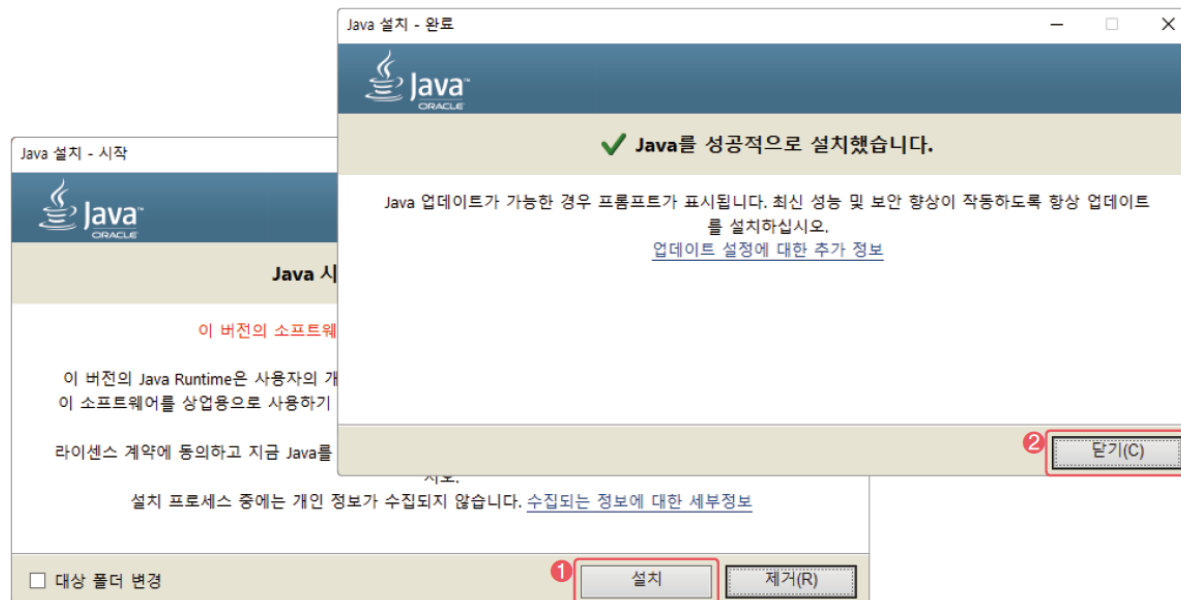 Java 설치 - 완료
Java™
ORACLE
Java를 성공적으로 설치했습니다.
Java 업데이트가 가능한 경우 프롬프트가 표시됩니다. 최신 성능 및 보안 향상이 작동하도록 항상 업데이트
를 설치하십시오.
업데이트 설정에 대한 추가 정보
2
닫기(C)
Java 설치 - 시작
Java™
ORACLE
Java 시
이 버전의 소프트웨
이 버전의 Java Runtime은 사용자의 개
이 소프트웨어를 상업용으로 사용하기
라이센스 계약에 동의하고 지금 Java를
시오.
설치 프로세스 중에는 개인 정보가 수집되지 않습니다. 수집되는 정보에 대한 세부정보
대상 폴더 변경
1
설치
제거(R)